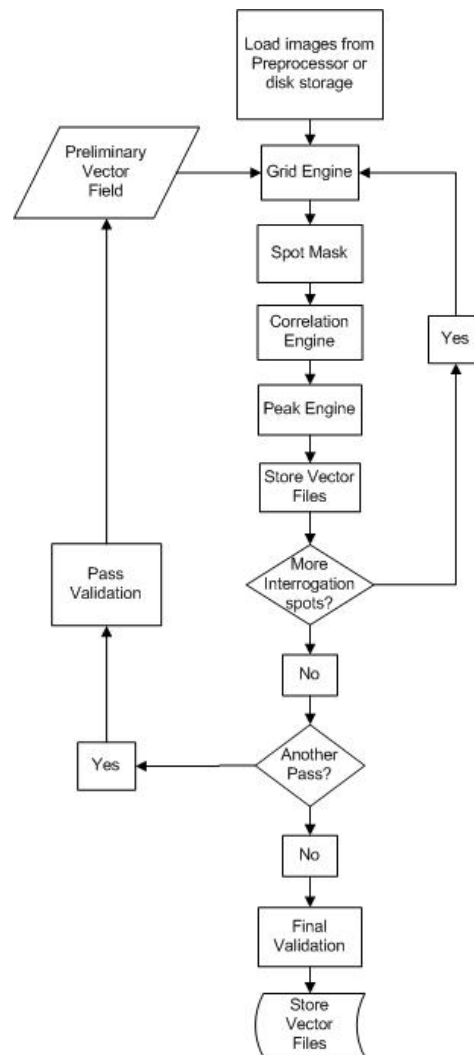 Load images from
Preprocessor or
disk storage
Preliminary
Vector
Field
Grid Engine
Spot Mask
Correlation
Engine
Yes
Peak Engine
Store Vector
Files
More
Interrogation
spots?
Pass
Validation
No
Another
Pass?
Yes
No
Final
Validation
Store
Vector
Files